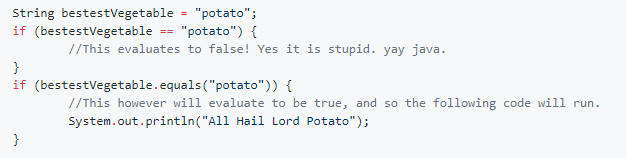 String bestestVegetable = "potato";
if (bestestVegetable == "potato") {
//This evaluates to false! Yes it is stupid. yay java.
}
if (bestestVegetable.equals("potato")) {
//This however will evaluate to be true, and so the following code will run.
System.out.println("All Hail Lord Potato");
}